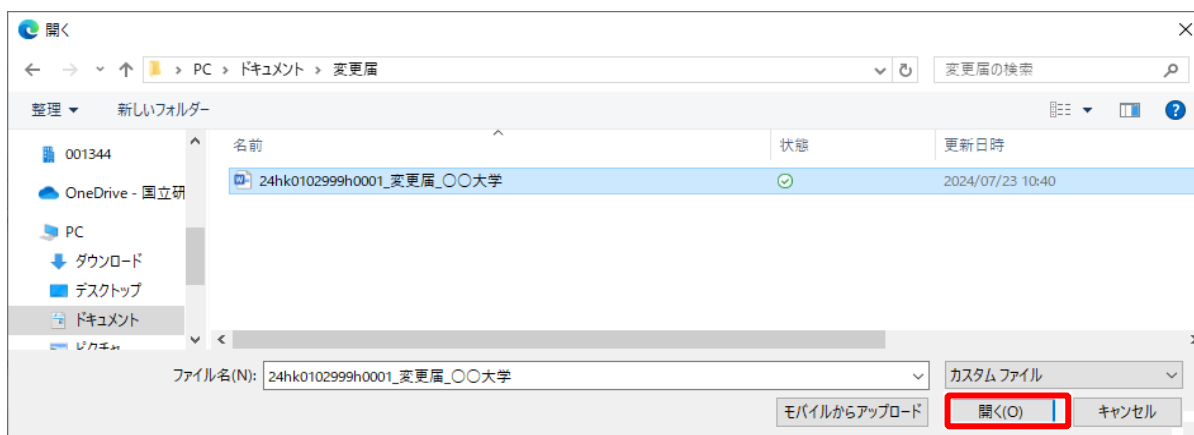 開く
PC › ドキュメント › 変更届
変更届の検索
整理
新しいフォルダー
001344
OneDrive - 国立研
PC
ダウンロード
デスクトップ
ドキュメント
ピクチャ
名前
状態
更新日時
24hk0102999h0001_変更届_〇〇大学
2024/07/23 10:40
ファイル名(N):
24hk0102999h0001_変更届_〇〇大学
カスタム ファイル
モバイルからアップロード
開く(O)
キャンセル